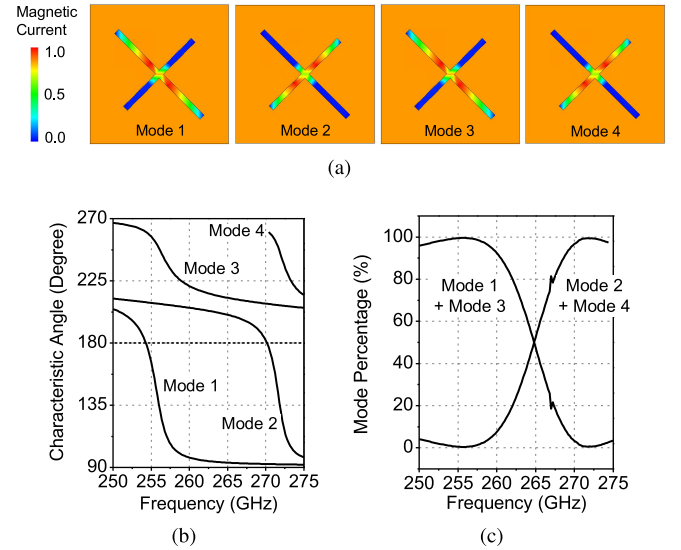 Magnetic
Current
1.0
0.5
0.0
Mode 1
Mode 2
Mode 3
Mode 4
(a)
270
225
180
135
90
Characteristic Angle (Degree)
Mode 4
Mode 3
Mode 1
Mode 2
250 255 260 265 270 275
Frequency (GHz)
(b)
100
80
60
40
20
0
Mode Percentage (%)
Mode 1
+ Mode 3
Mode 2
+ Mode 4
250 255 260 265 270 275
Frequency (GHz)
(c)